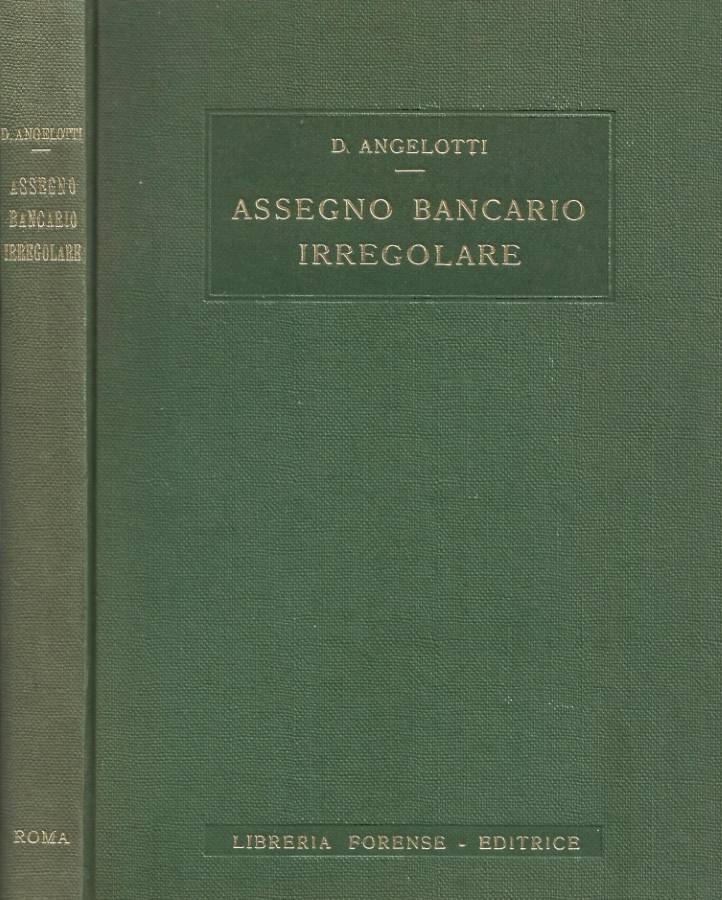 D. ANGELOTTI
ASSEGNO
BANCARIO
IRREGOLARE
ROMA
D. ANGELOTTI
ASSEGNO BANCARIO
IRREGOLARE
LIBRERIA FORENSE - EDITRICE